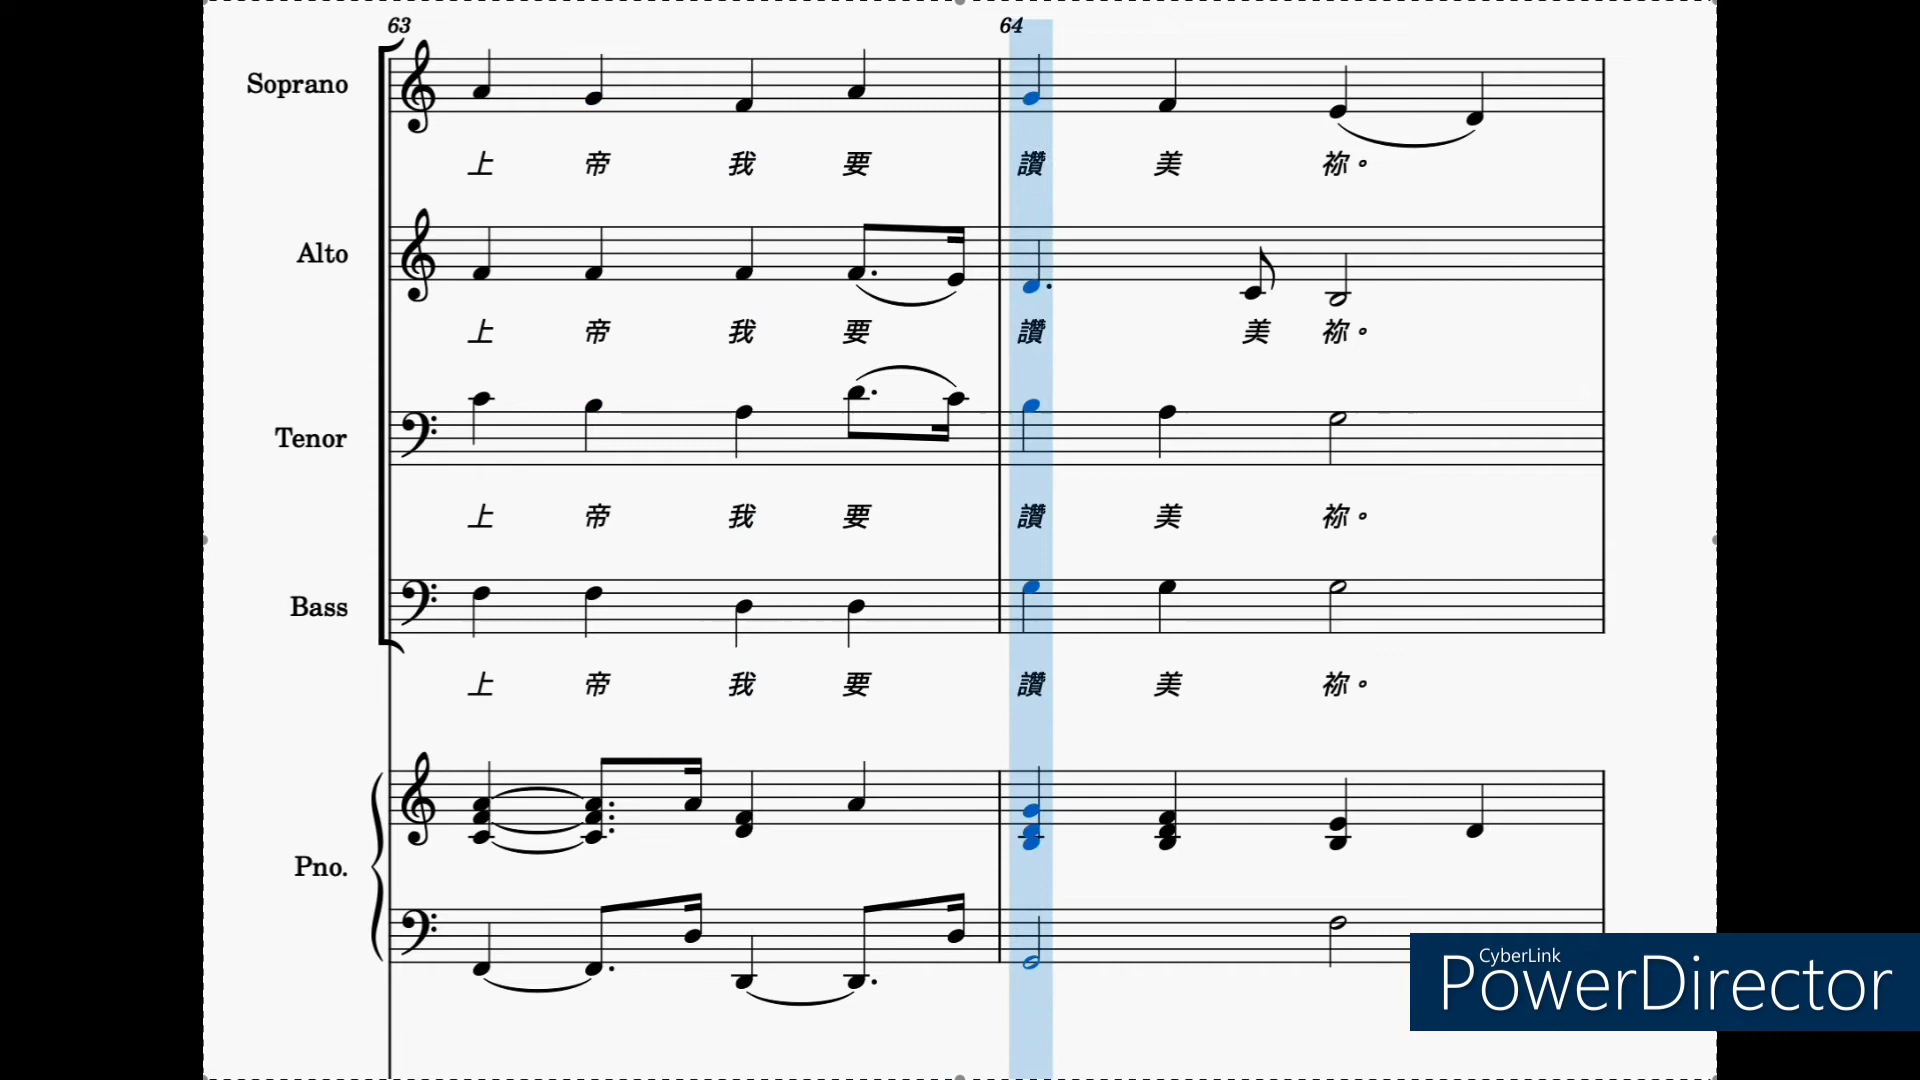 63 64
Soprano
上 帝 我 要 讚 美 祢。
Alto
上 帝 我 要 讚 美 祢。
Tenor
上 帝 我 要 讚 美 祢。
Bass
上 帝 我 要 讚 美 祢。
Pno.
CyberLink
PowerDirector